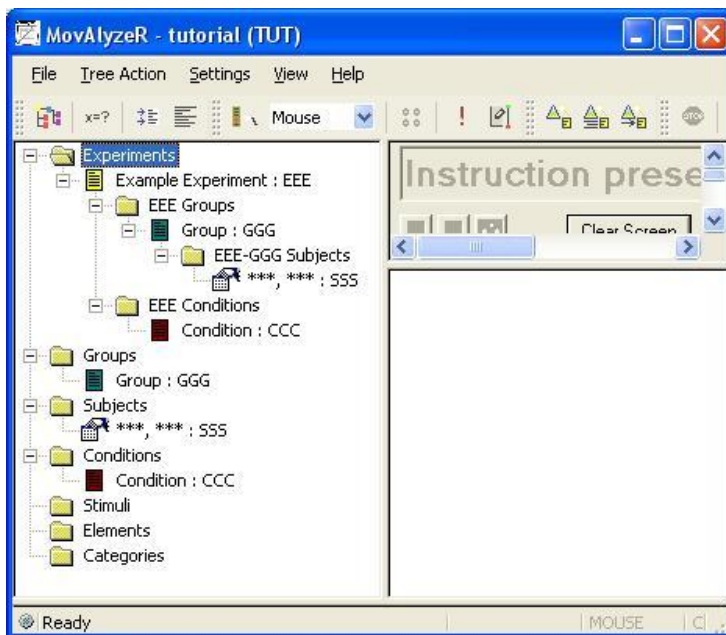 MovAlyzeR - tutorial (TUT)
File Tree Action Settings View Help
x=? Mouse STOP
Experiments
Example Experiment : EEE
EEE Groups
Group : GGG
EEE-GGG Subjects
***, *** : SSS
EEE Conditions
Condition : CCC
Groups
Group : GGG
Subjects
***, *** : SSS
Conditions
Condition : CCC
Stimuli
Elements
Categories
Instruction prese
Clear Screen
Ready MOUSE C